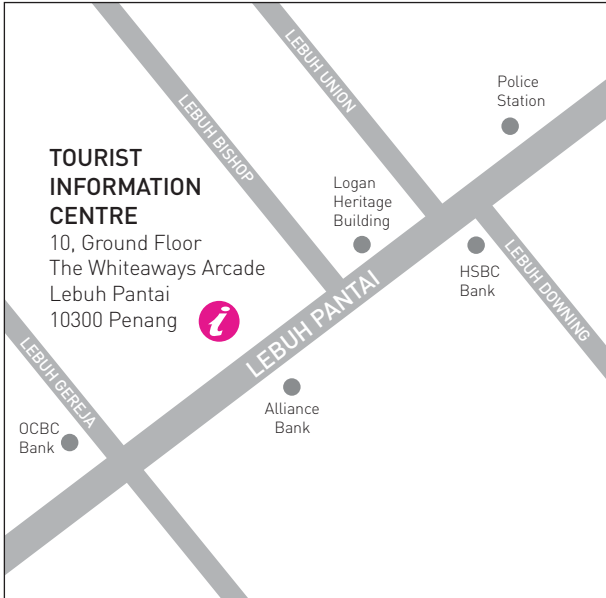 LEBUH UNION
Police
Station
LEBUH BISHOP
TOURIST
INFORMATION
CENTRE
10, Ground Floor
The Whiteaways Arcade
Lebuh Pantai
10300 Penang
i
Logan
Heritage
Building
HSBC
Bank
LEBUH DOWNING
LEBUH PANTAI
LEBUH GEREJA
Alliance
Bank
OCBC
Bank